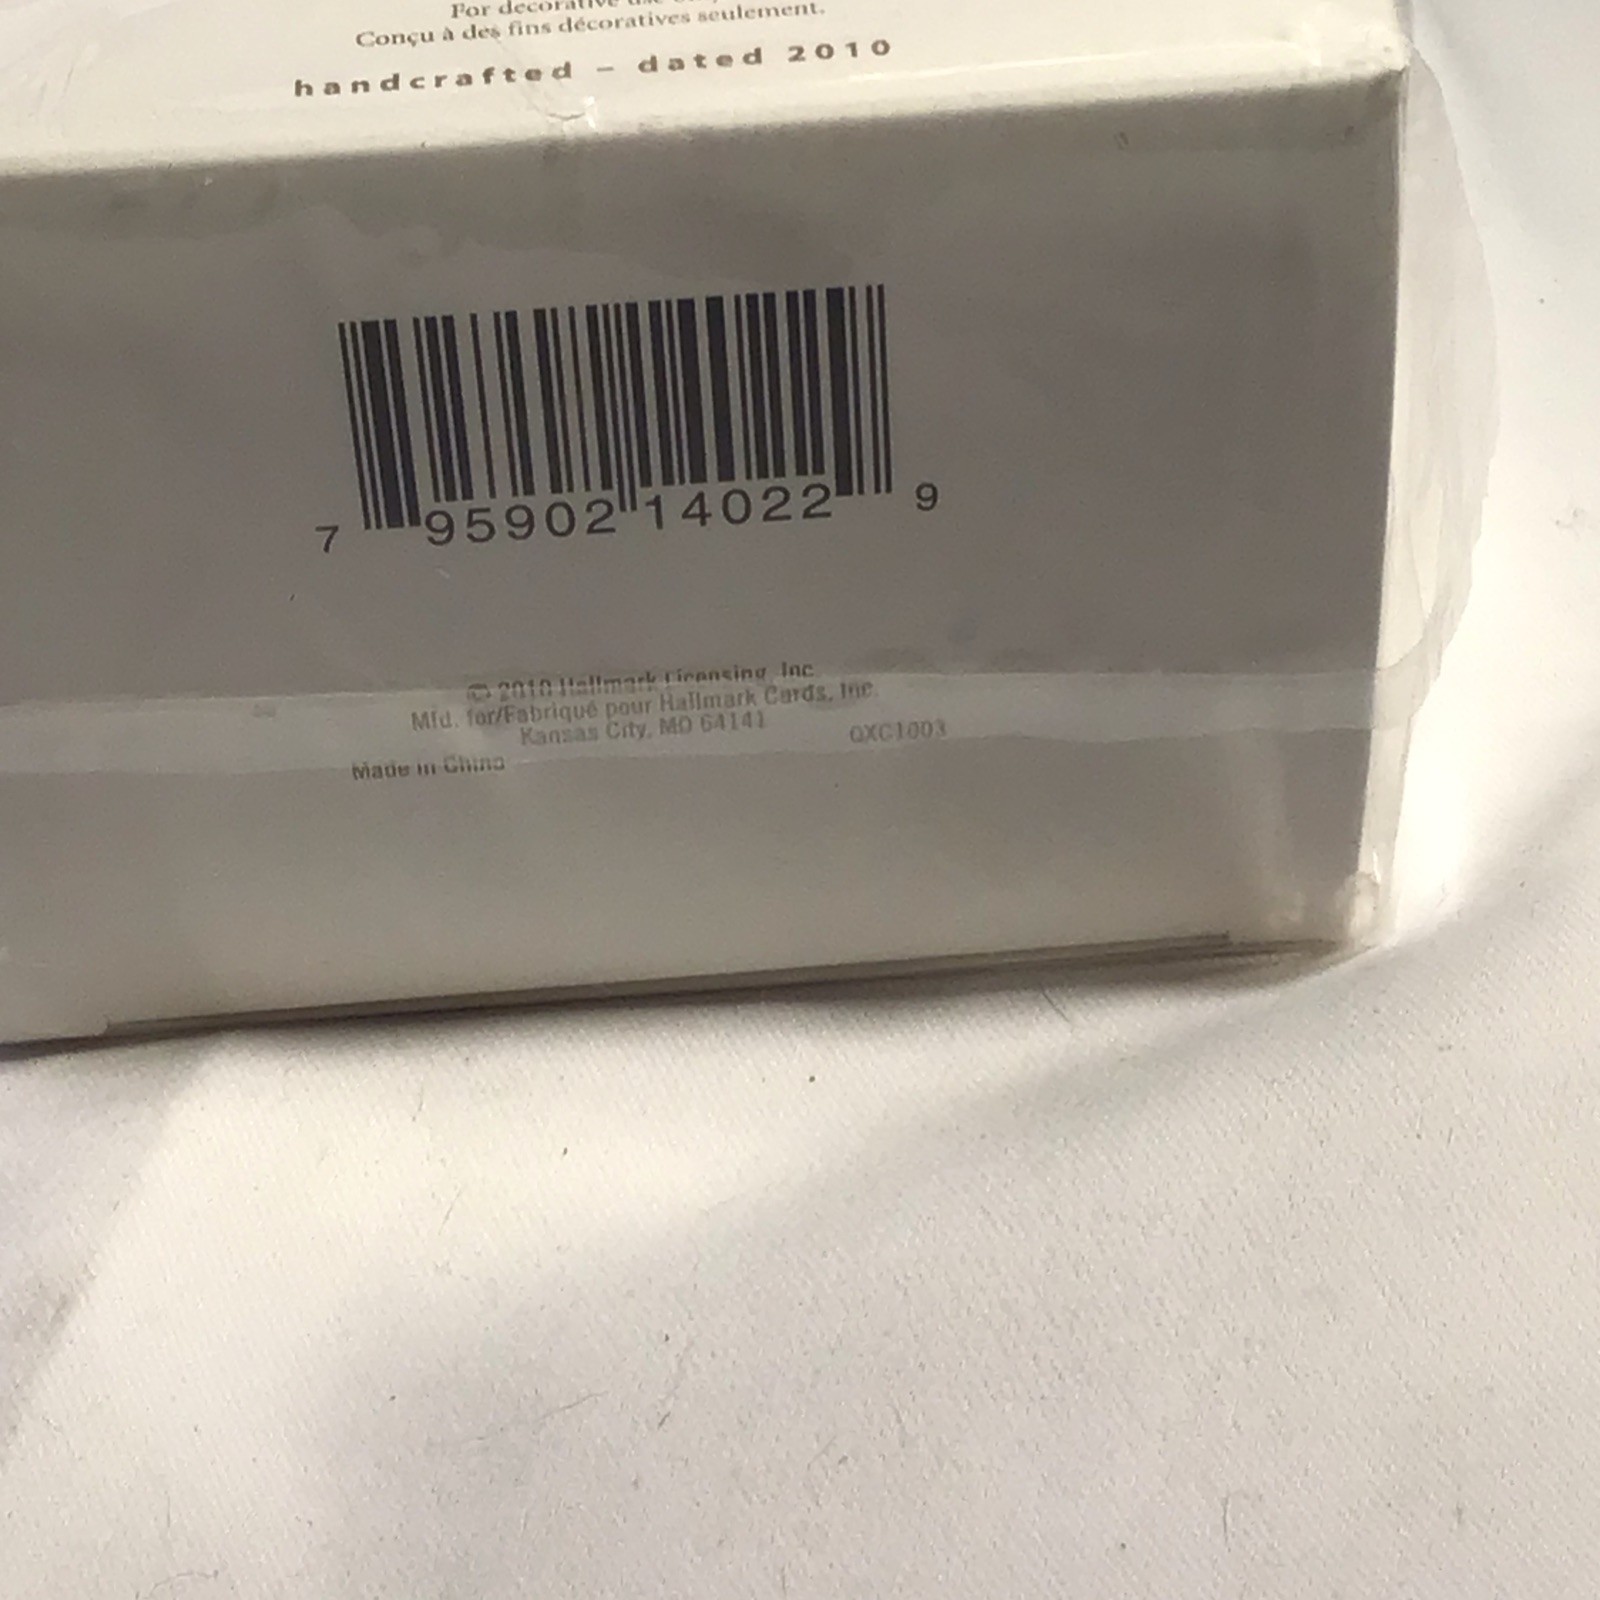 For decorative use
Conçu à des fins décoratives seulement.
handcrafted – dated 2010
7 95902 14022 9
© 2010 Hallmark Licensing, Inc.
Mfd. for/Fabriqué pour Hallmark Cards, Inc.
Kansas City, MO 64141 QXC1003
Made in China